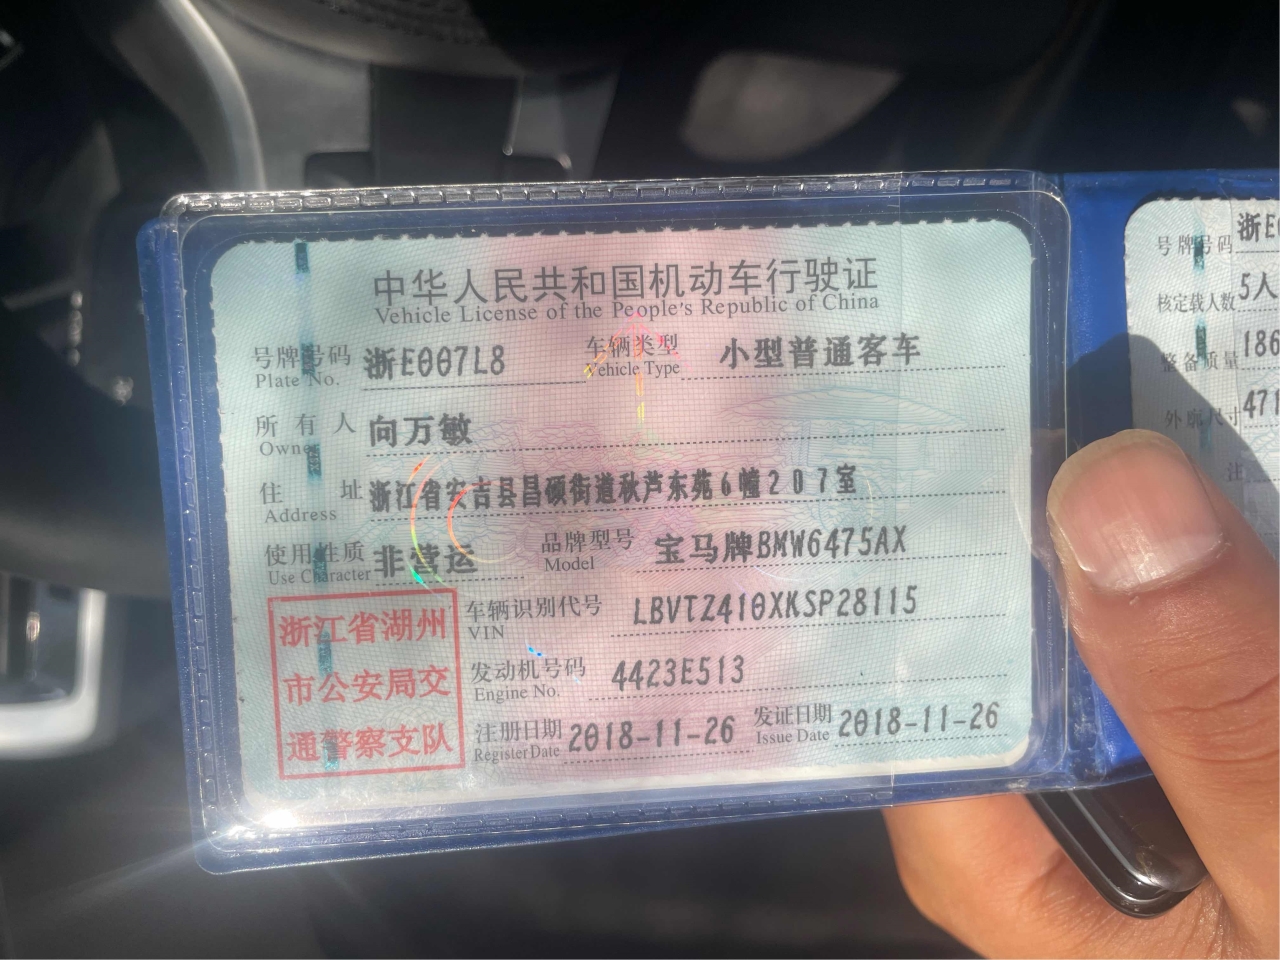 中华人民共和国机动车行驶证
Vehicle License of the People's Republic of China
号牌号码 浙E007L8 车辆类型 小型普通客车
Plate No. Vehicle Type
所有人 向万敏
Owner
住址 浙江省安吉县昌硕街道秋芦东苑6幢207室
Address
使用性质 非营运 品牌型号 宝马牌BMW6475AX
Use Character Model
浙江省湖州
市公安局交
通警察支队
车辆识别代号 LBVTZ410XKSP28115
VIN
发动机号码 4423E513
Engine No.
注册日期 2018-11-26 发证日期 2018-11-26
Register Date Issue Date
号牌号码 浙E
核定载人数 5人
整备质量 186
外廓尺寸 471
注